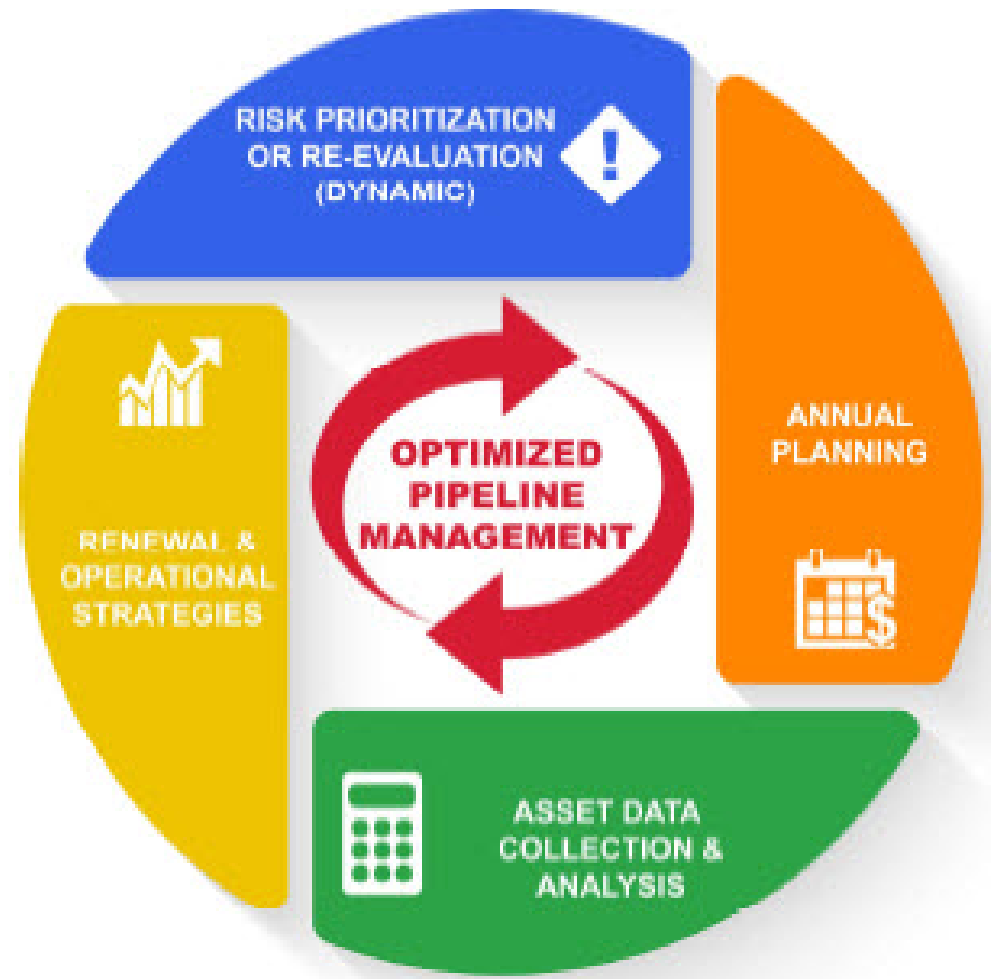 RISK PRIORITIZATION
OR RE-EVALUATION
(DYNAMIC)
!
ANNUAL
PLANNING
$
OPTIMIZED
PIPELINE
MANAGEMENT
RENEWAL &
OPERATIONAL
STRATEGIES
ASSET DATA
COLLECTION &
ANALYSIS